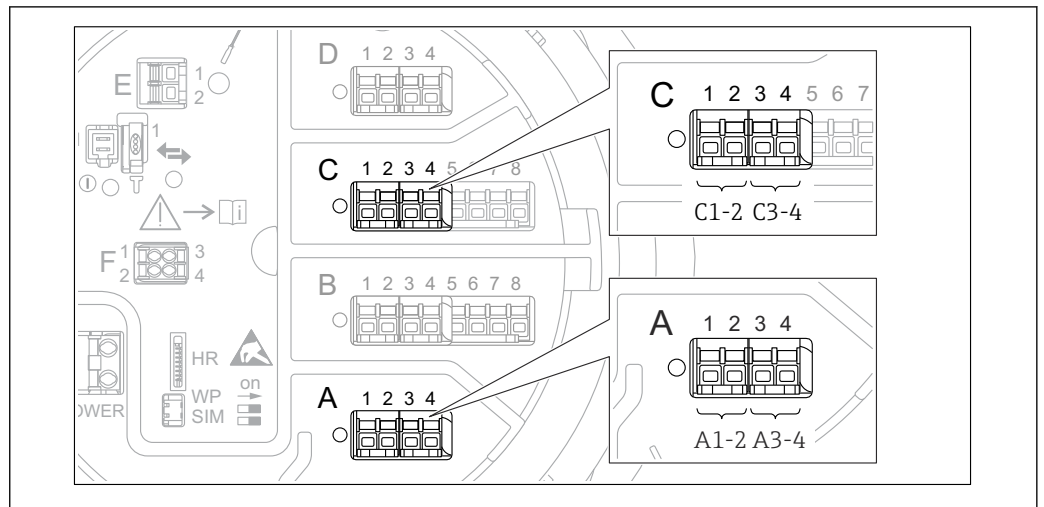 D 1 2 3 4
E 1
2
1
C 1 2 3 4 5 6 7 8
i
F 1 3
2 4
B 1 2 3 4 5 6 7 8
HR
WP on
SIM
A 1 2 3 4
C 1 2 3 4 5 6 7
C1-2 C3-4
A 1 2 3 4
A1-2 A3-4